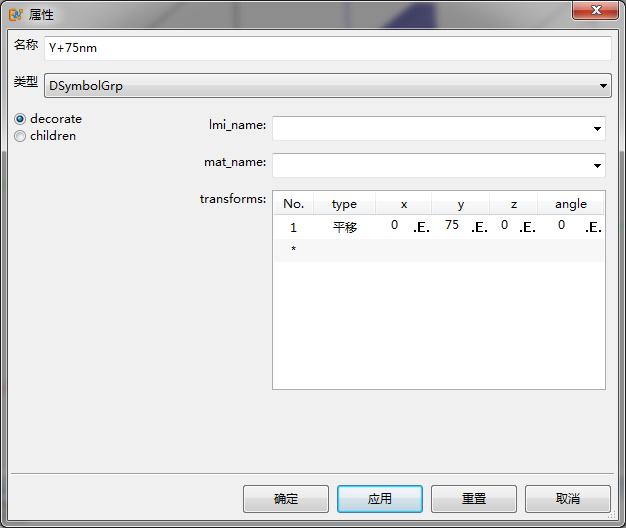 属性
名称 Y+75nm
类型 DSymbolGrp
decorate
children
lmi_name:
mat_name:
transforms:
No. type x y z angle
1 平移 0 .E. 75 .E. 0 .E. 0 .E.
*
确定 应用 重置 取消